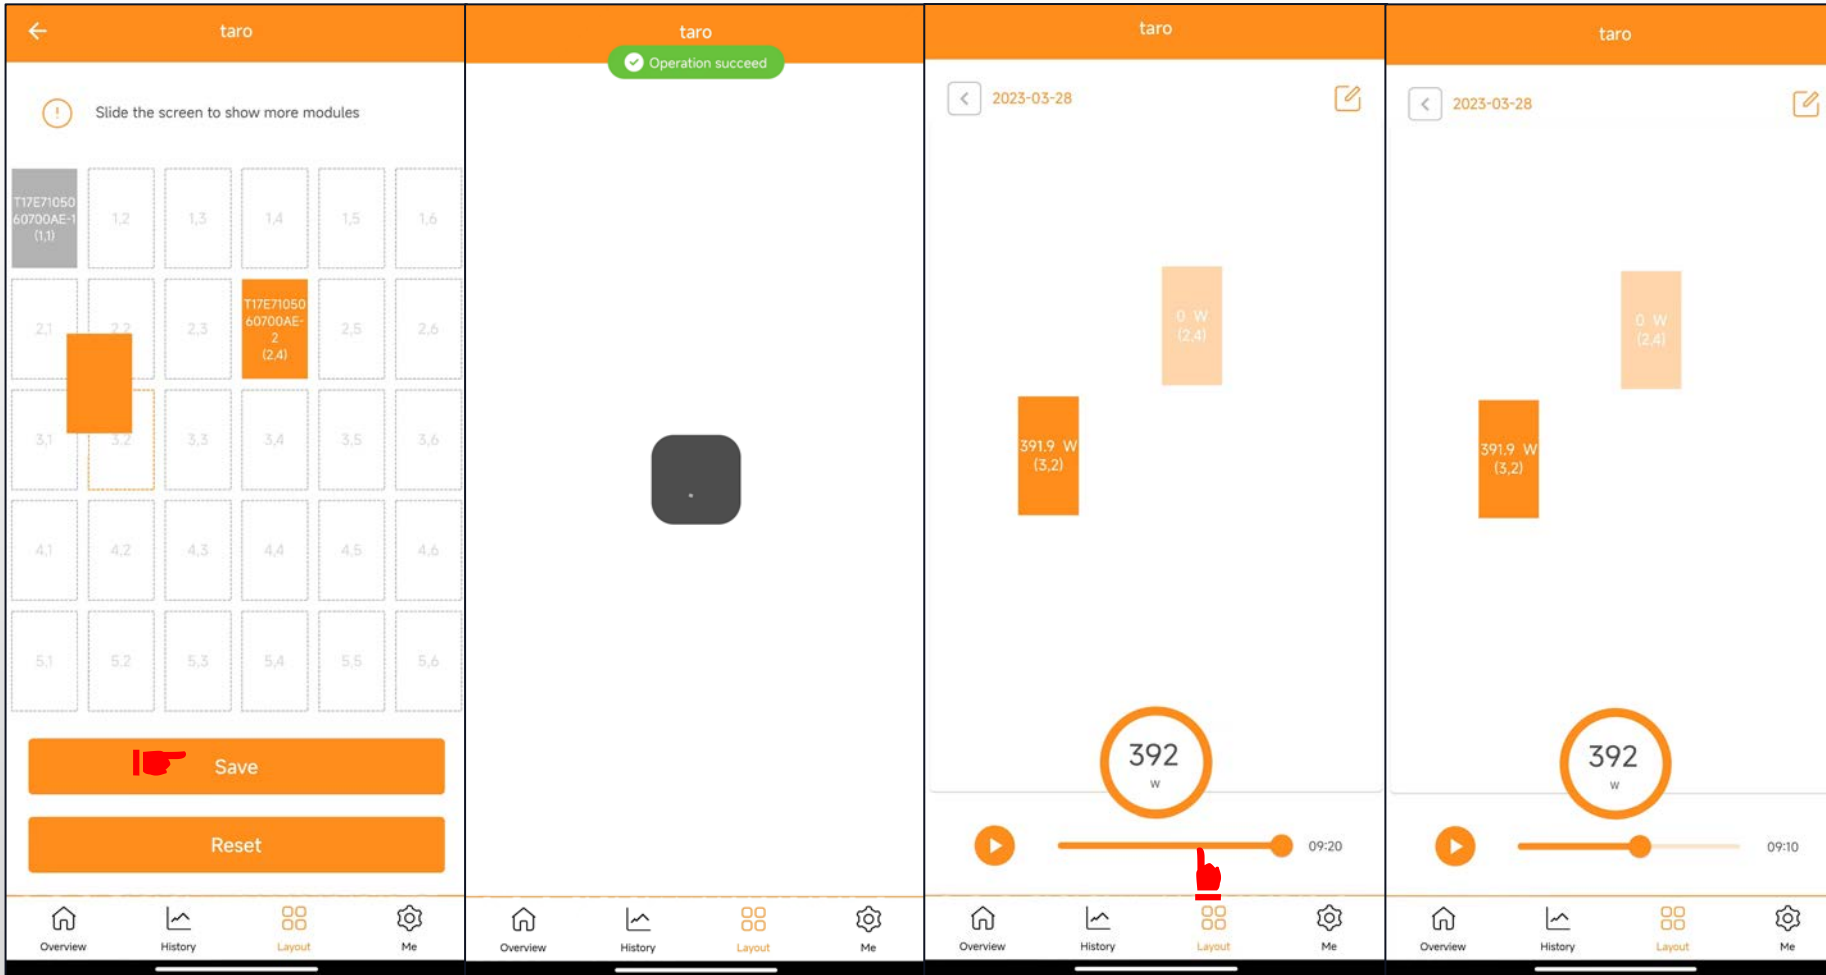 taro
Slide the screen to show more modules
T17E71050
60700AE-1
(1,1)
1,2
1,3
1,4
1,5
1,6
2,1
2,2
2,3
T17E71050
60700AE-
2
(2,4)
2,5
2,6
3,1
3,2
3,3
3,4
3,5
3,6
4,1
4,2
4,3
4,4
4,5
4,6
5,1
5,2
5,3
5,4
5,5
5,6
Save
Reset
Overview
History
Layout
Me
taro
Operation succeed
Overview
History
Layout
Me
taro
2023-03-28
0 W
(2,4)
391.9 W
(3,2)
392
W
09:20
Overview
History
Layout
Me
taro
2023-03-28
0 W
(2,4)
391.9 W
(3,2)
392
W
09:10
Overview
History
Layout
Me